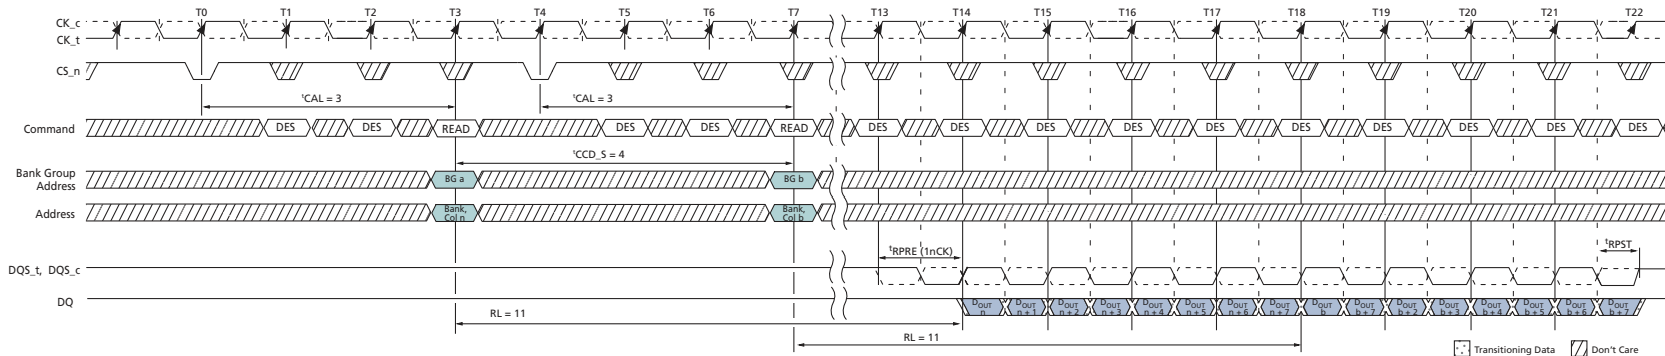 CK_c
CK_t
T0 T1 T2 T3 T4 T5 T6 T7 T13 T14 T15 T16 T17 T18 T19 T20 T21 T22
CS_n
tCAL = 3 tCAL = 3
Command DES DES READ DES DES READ DES DES DES DES DES DES DES DES DES DES
tCCD_S = 4
Bank Group
Address
BG a BG b
Address
Bank, Bank,
Col n Col b
tRPRE (1nCK) tRPST
DQS_t, DQS_c
DQ
DOUT DOUT DOUT DOUT DOUT DOUT DOUT DOUT DOUT DOUT DOUT DOUT DOUT DOUT DOUT DOUT
n n + 1 n + 2 n + 3 n + 4 n + 5 n + 6 n + 7 b b + 7 b + 2 b + 3 b + 4 b + 5 b + 6 b + 7
RL = 11
RL = 11
Transitioning Data Don't Care